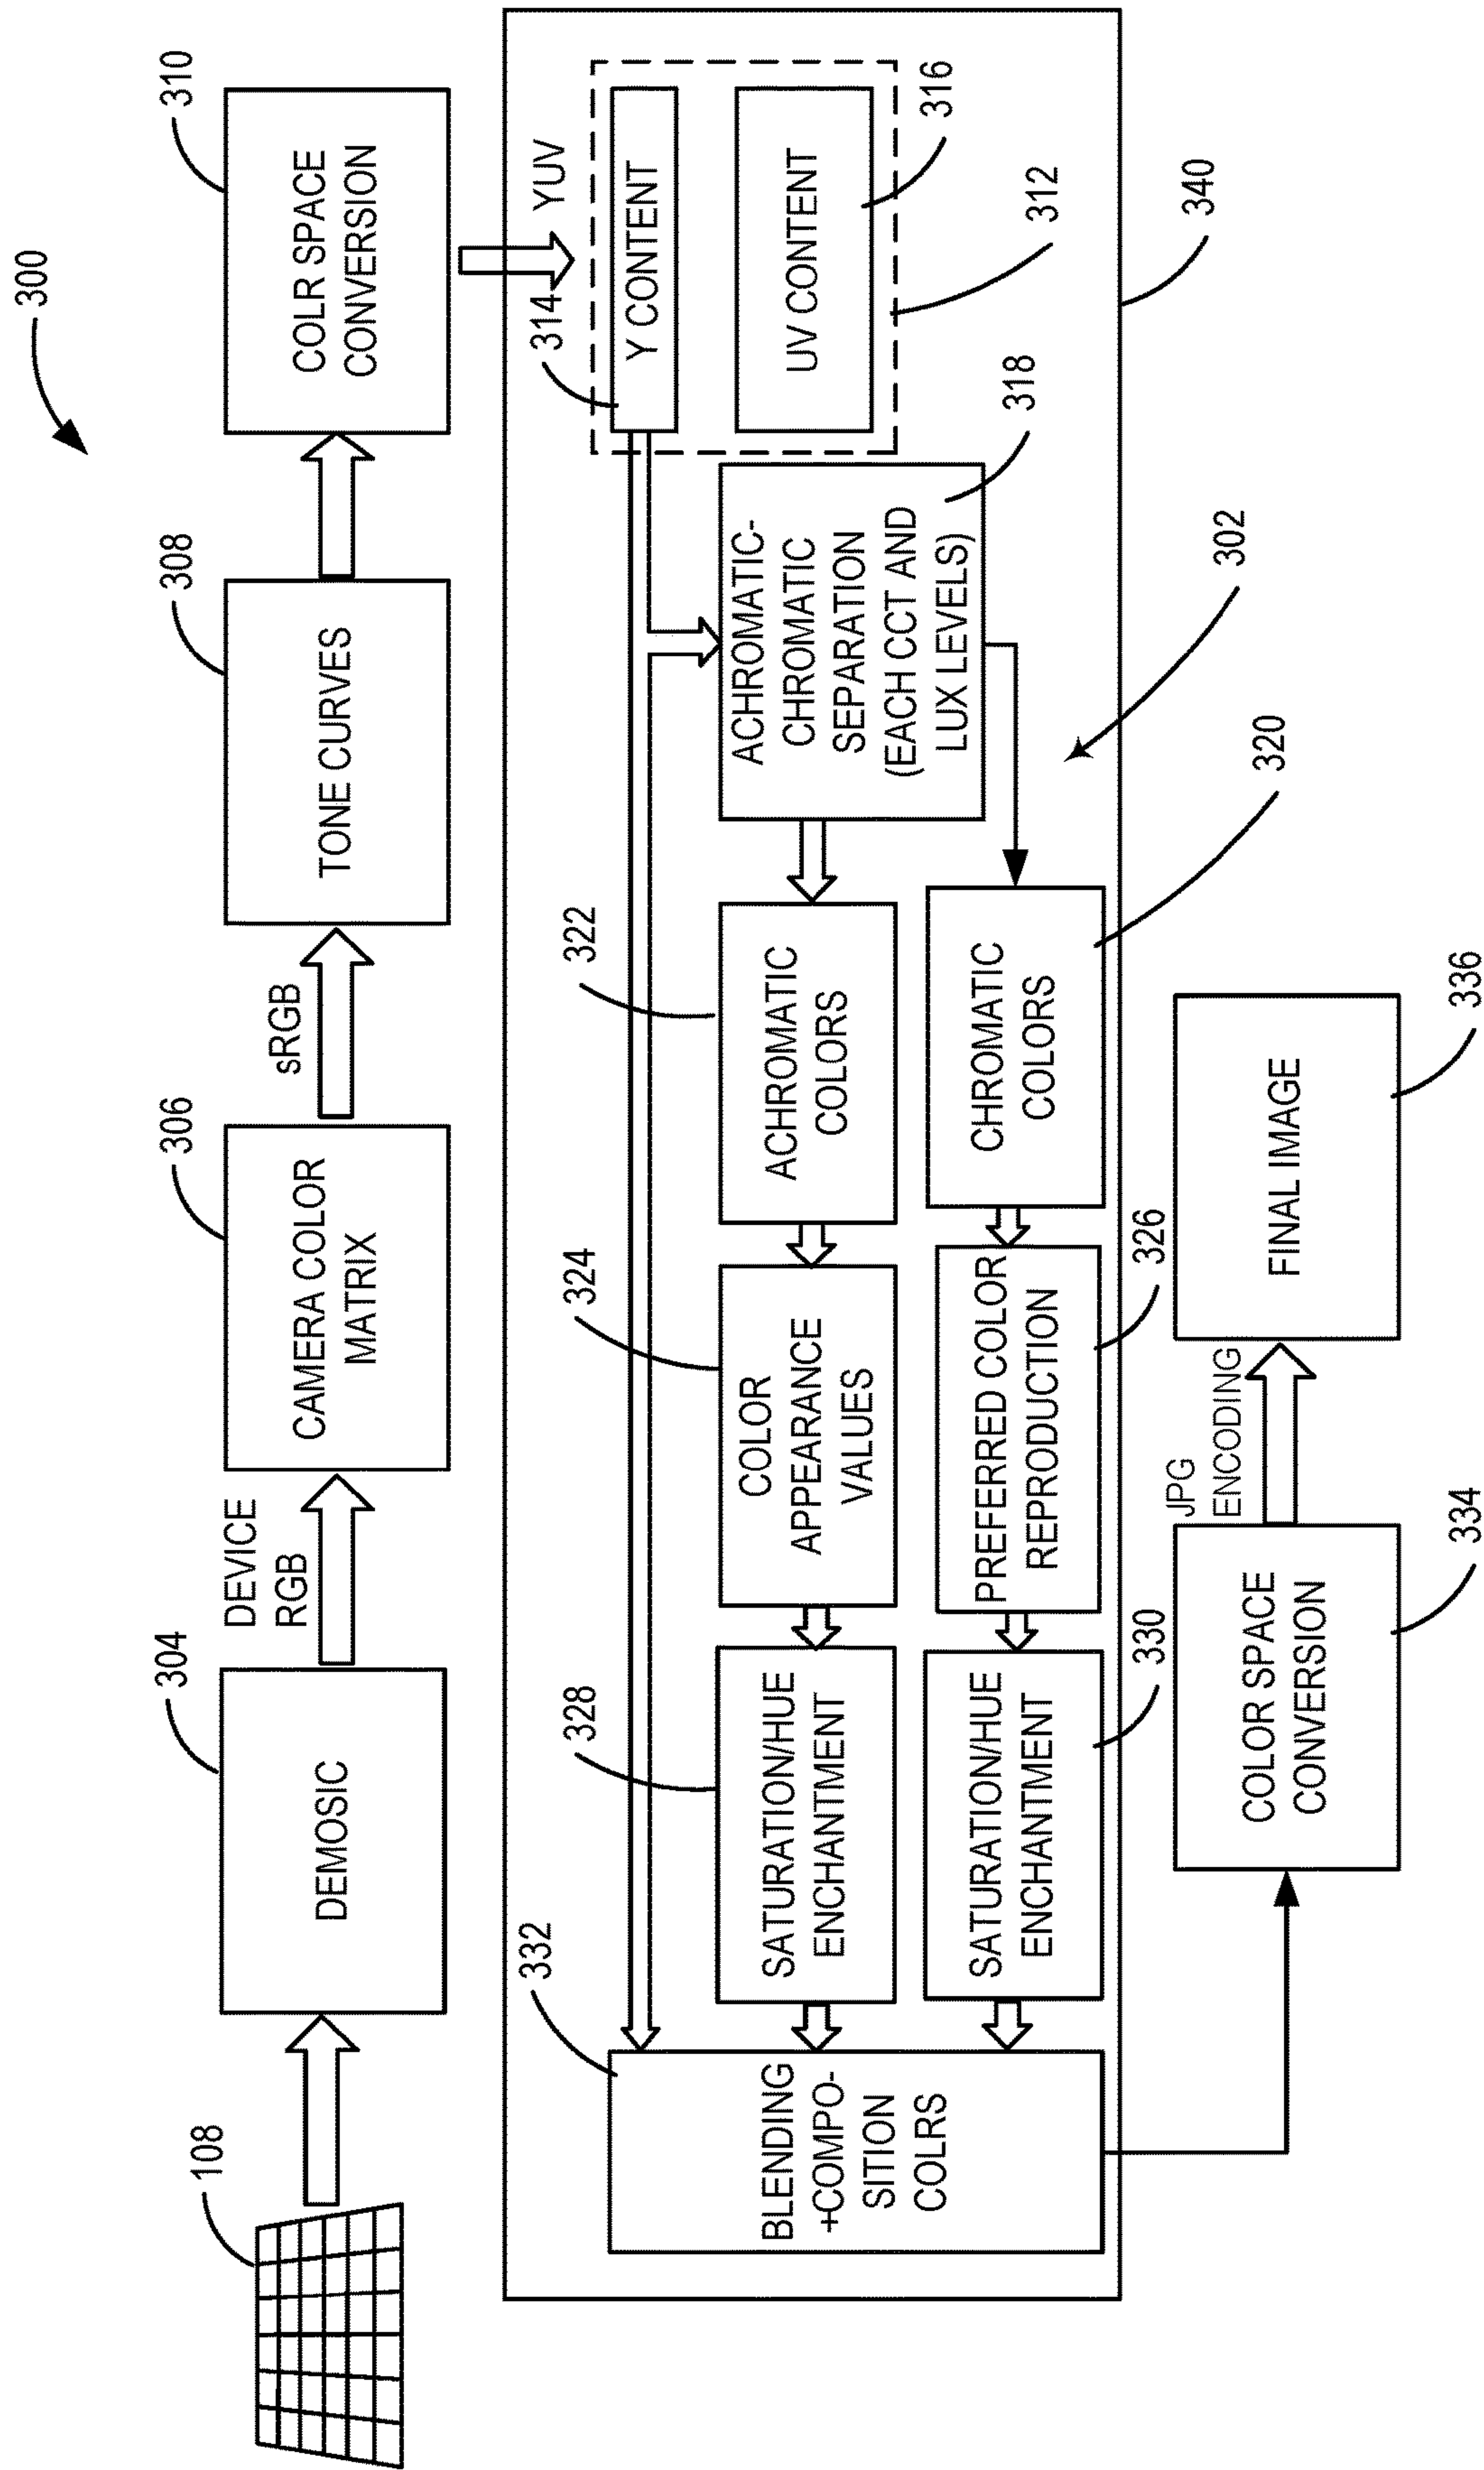 300
108
304
DEMOSIC
DEVICE
RGB
306
CAMERA COLOR
MATRIX
sRGB
308
TONE CURVES
310
COLR SPACE
CONVERSION
YUV
314
Y CONTENT
UV CONTENT
316
312
340
318
ACHROMATIC-
CHROMATIC
SEPARATION
(EACH CCT AND
LUX LEVELS)
302
322
ACHROMATIC
COLORS
320
CHROMATIC
COLORS
324
COLOR
APPEARANCE
VALUES
326
PREFERRED COLOR
REPRODUCTION
328
SATURATION/HUE
ENCHANTMENT
330
SATURATION/HUE
ENCHANTMENT
332
BLENDING
+COMPO-
SITION
COLRS
334
COLOR SPACE
CONVERSION
JPG
ENCODING
336
FINAL IMAGE